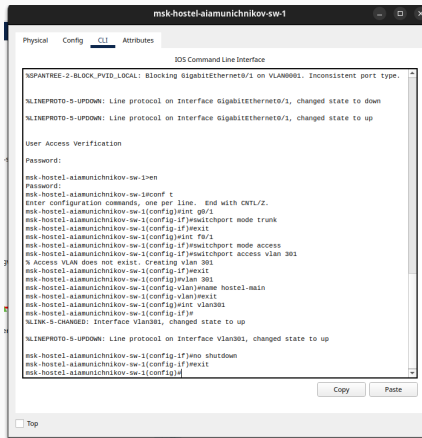 msk-hostel-aiamunichnikov-sw-1
Physical Config CLI Attributes
IOS Command Line Interface
%SPANTREE-2-BLOCK_PVID_LOCAL: Blocking GigabitEthernet0/1 on VLAN0001. Inconsistent port type.
%LINEPROTO-5-UPDOWN: Line protocol on Interface GigabitEthernet0/1, changed state to down
%LINEPROTO-5-UPDOWN: Line protocol on Interface GigabitEthernet0/1, changed state to up
User Access Verification
Password:
msk-hostel-aiamunichnikov-sw-1>en
Password:
msk-hostel-aiamunichnikov-sw-1#conf t
Enter configuration commands, one per line. End with CNTL/Z.
msk-hostel-aiamunichnikov-sw-1(config)#int g0/1
msk-hostel-aiamunichnikov-sw-1(config-if)#switchport mode trunk
msk-hostel-aiamunichnikov-sw-1(config-if)#exit
msk-hostel-aiamunichnikov-sw-1(config)#int f0/1
msk-hostel-aiamunichnikov-sw-1(config-if)#switchport mode access
msk-hostel-aiamunichnikov-sw-1(config-if)#switchport access vlan 301
% Access VLAN does not exist. Creating vlan 301
msk-hostel-aiamunichnikov-sw-1(config-if)#exit
msk-hostel-aiamunichnikov-sw-1(config)#vlan 301
msk-hostel-aiamunichnikov-sw-1(config-vlan)#name hostel-main
msk-hostel-aiamunichnikov-sw-1(config-vlan)#exit
msk-hostel-aiamunichnikov-sw-1(config)#int vlan301
msk-hostel-aiamunichnikov-sw-1(config-if)#
%LINK-5-CHANGED: Interface Vlan301, changed state to up
%LINEPROTO-5-UPDOWN: Line protocol on Interface Vlan301, changed state to up
msk-hostel-aiamunichnikov-sw-1(config-if)#no shutdown
msk-hostel-aiamunichnikov-sw-1(config-if)#exit
msk-hostel-aiamunichnikov-sw-1(config)#
Copy Paste
Top